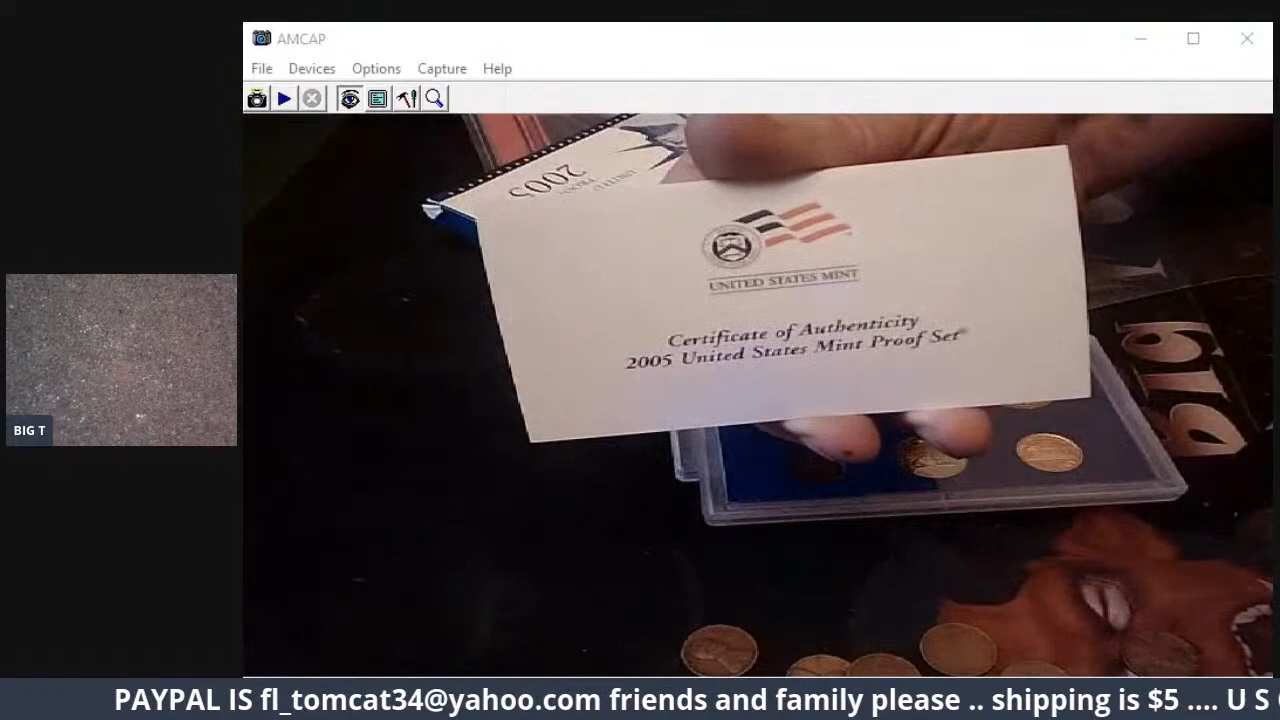 AMCAP
File Devices Options Capture Help
2005
UNITED STATES MINT
Certificate of Authenticity
2005 United States Mint Proof Set®
BIG T
PAYPAL IS fl_tomcat34@yahoo.com friends and family please .. shipping is $5 .... U S